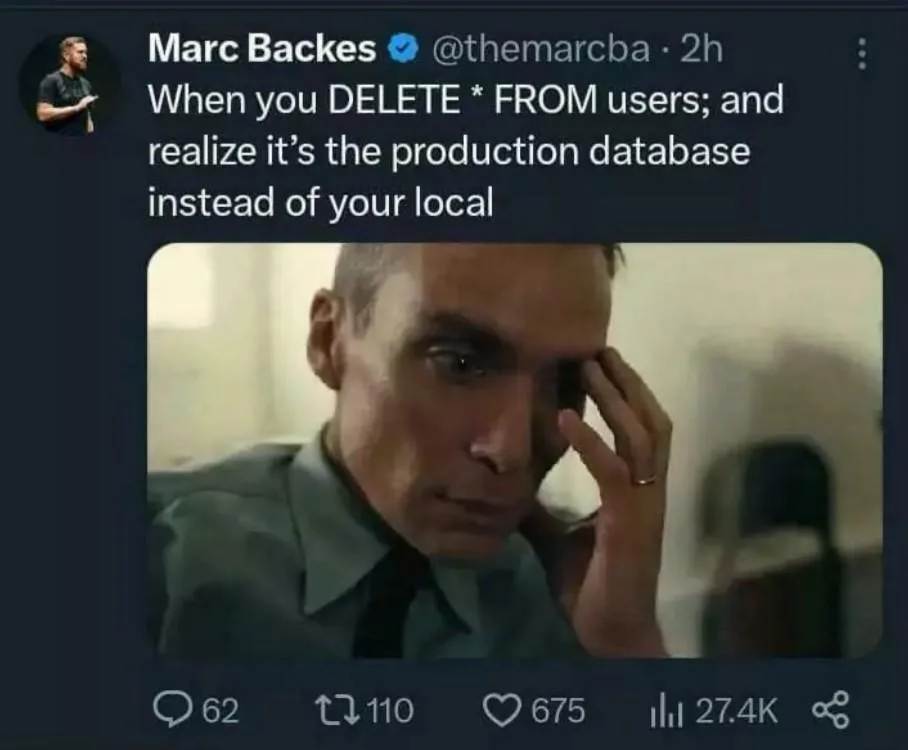 Marc Backes @themarcba · 2h
When you DELETE * FROM users; and
realize it’s the production database
instead of your local
62 110 675 27.4K